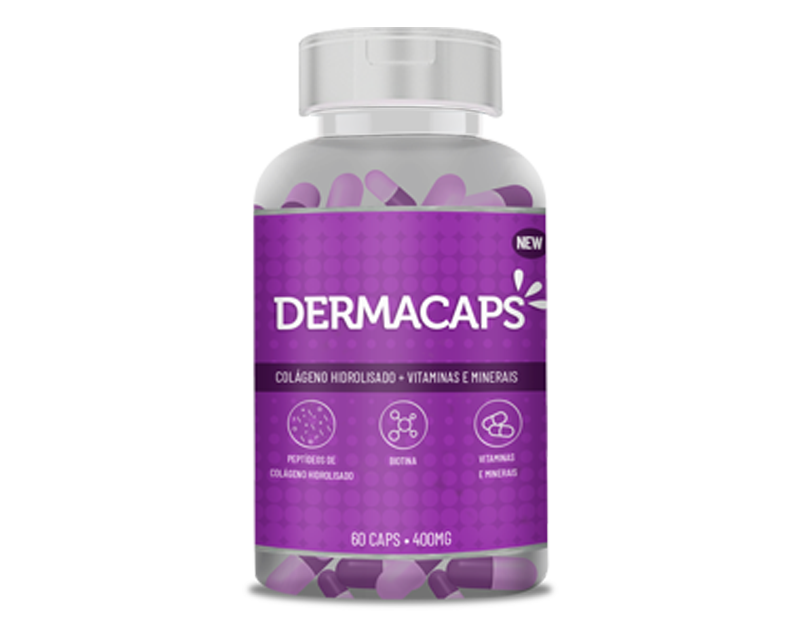 NEW
DERMACAPS
COLÁGENO HIDROLISADO + VITAMINAS E MINERAIS
PEPTÍDEOS DE
COLÁGENO HIDROLISADO
BIOTINA
VITAMINAS
E MINERAIS
60 CAPS • 400MG